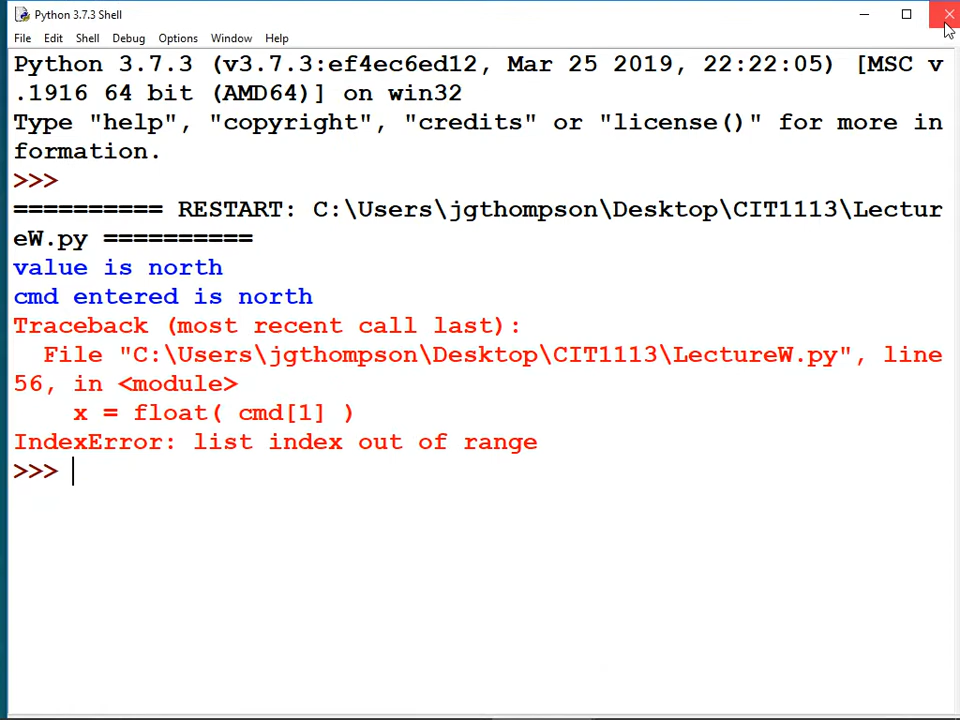 Python 3.7.3 Shell
File Edit Shell Debug Options Window Help
Python 3.7.3 (v3.7.3:ef4ec6ed12, Mar 25 2019, 22:22:05) [MSC v
.1916 64 bit (AMD64)] on win32
Type "help", "copyright", "credits" or "license()" for more in
formation.
>>>
========== RESTART: C:\Users\jgthompson\Desktop\CIT1113\Lectur
eW.py ==========
value is north
cmd entered is north
Traceback (most recent call last):
  File "C:\Users\jgthompson\Desktop\CIT1113\LectureW.py", line
56, in <module>
    x = float( cmd[1] )
IndexError: list index out of range
>>>